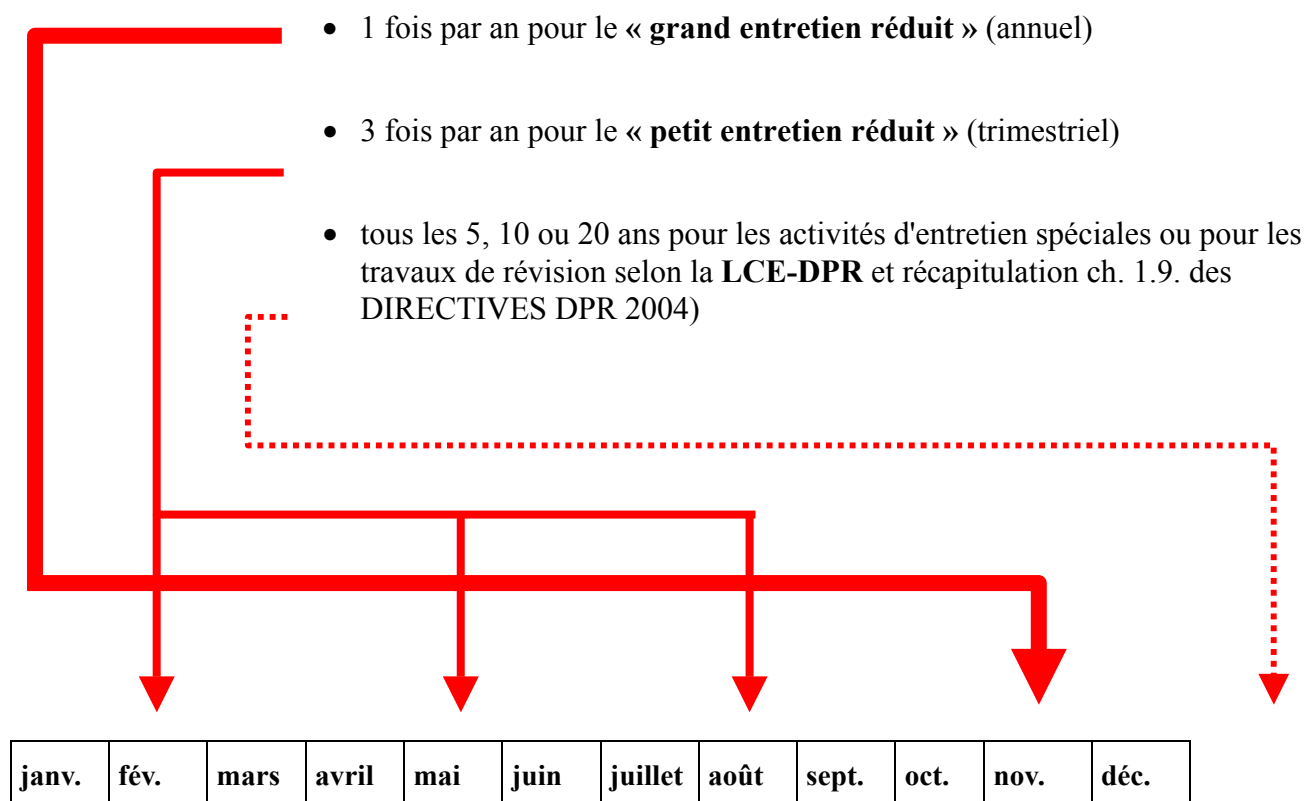 • 1 fois par an pour le « grand entretien réduit » (annuel)
• 3 fois par an pour le « petit entretien réduit » (trimestriel)
• tous les 5, 10 ou 20 ans pour les activités d'entretien spéciales ou pour les
travaux de révision selon la LCE-DPR et récapitulation ch. 1.9. des
DIRECTIVES DPR 2004)
janv. fév. mars avril mai juin juillet août sept. oct. nov. déc.